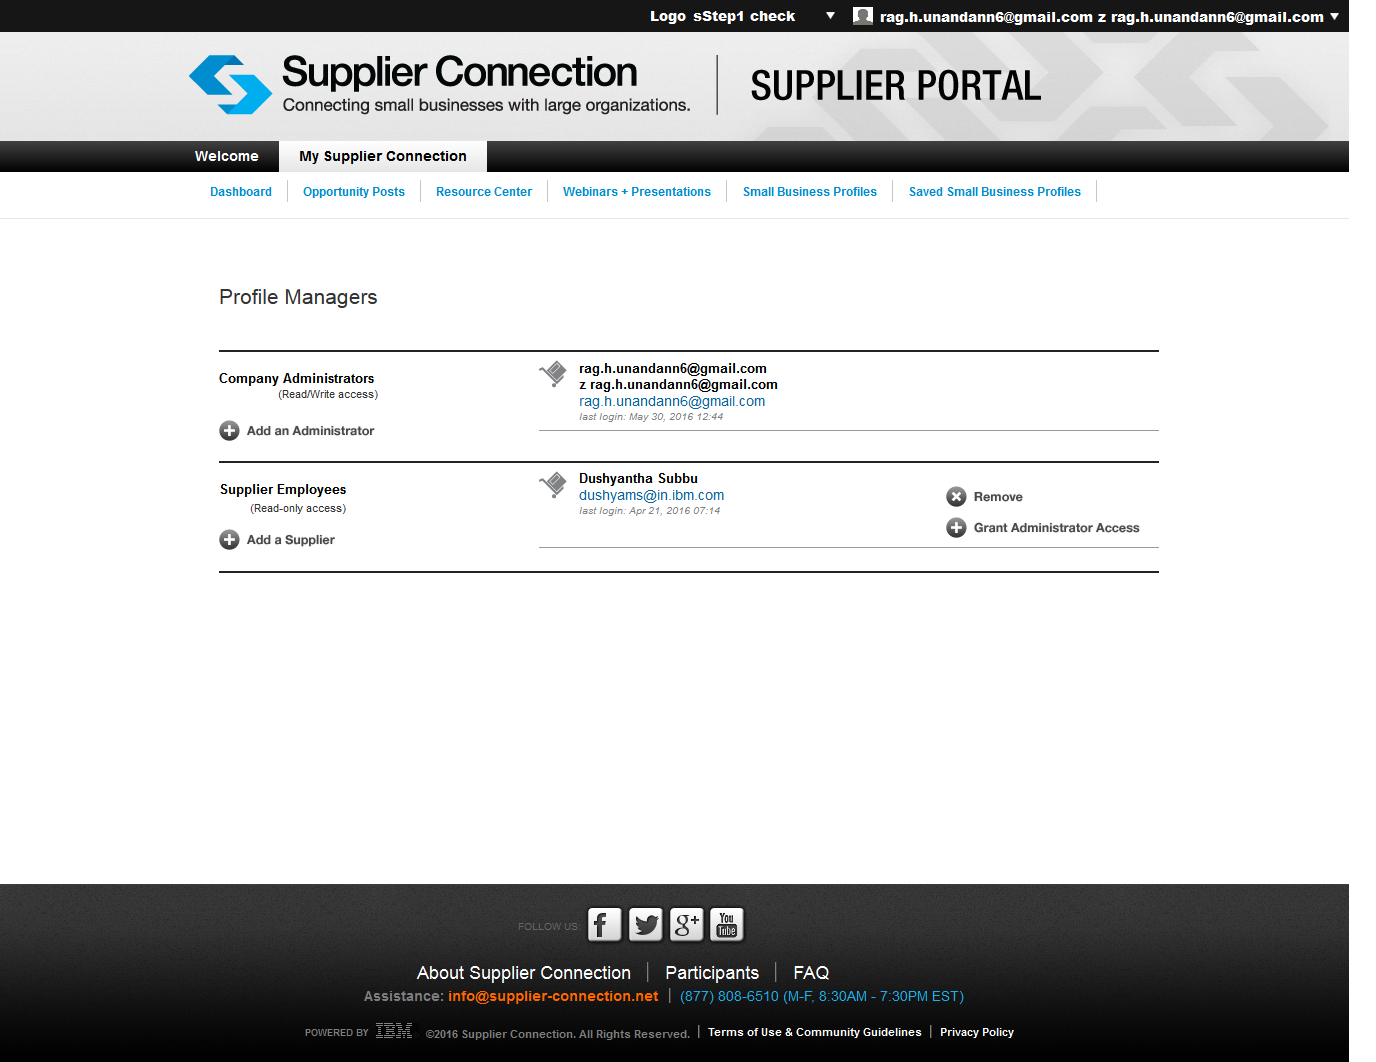 Logo sStep1 check
rag.h.unandann6@gmail.com z rag.h.unandann6@gmail.com
Supplier Connection
Connecting small businesses with large organizations.
SUPPLIER PORTAL
Welcome
My Supplier Connection
Dashboard
Opportunity Posts
Resource Center
Webinars + Presentations
Small Business Profiles
Saved Small Business Profiles
Profile Managers
Company Administrators
(Read/Write access)
Add an Administrator
rag.h.unandann6@gmail.com
z rag.h.unandann6@gmail.com
rag.h.unandann6@gmail.com
last login: May 30, 2016 12:44
Supplier Employees
(Read-only access)
Add a Supplier
Dushyantha Subbu
dushyams@in.ibm.com
last login: Apr 21, 2016 07:14
Remove
Grant Administrator Access
FOLLOW US
f
g+
You
Tube
About Supplier Connection | Participants | FAQ
Assistance: info@supplier-connection.net | (877) 808-6510 (M-F, 8:30AM - 7:30PM EST)
POWERED BY IBM ©2016 Supplier Connection. All Rights Reserved. | Terms of Use & Community Guidelines | Privacy Policy